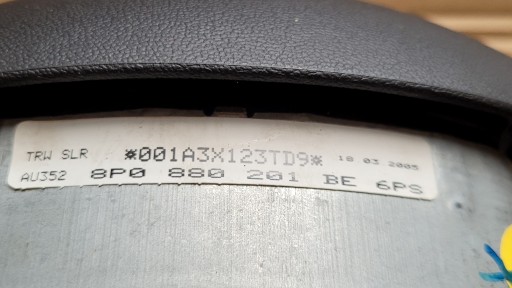 TRW SLR *001A3X123TD9* 18 03 2005
AU352 8P0 880 201 BE 6PS